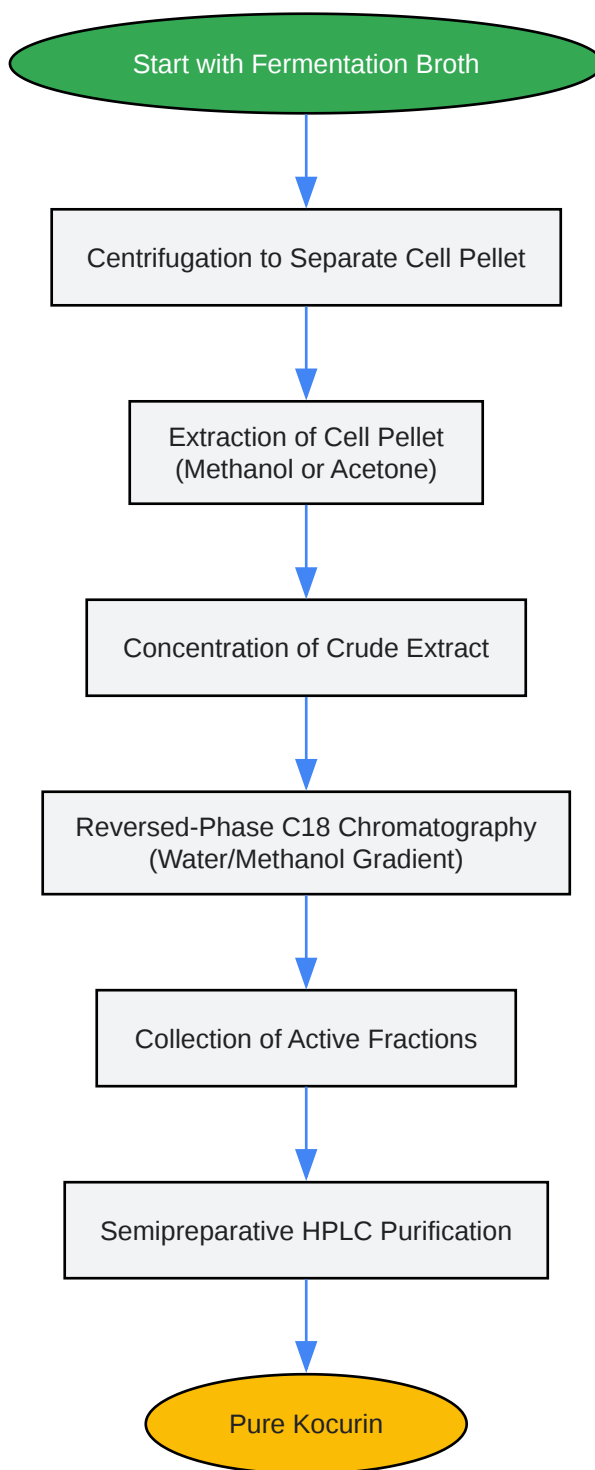 Start with Fermentation Broth
Centrifugation to Separate Cell Pellet
Extraction of Cell Pellet
(Methanol or Acetone)
Concentration of Crude Extract
Reversed-Phase C18 Chromatography
(Water/Methanol Gradient)
Collection of Active Fractions
Semipreparative HPLC Purification
Pure Kocurin